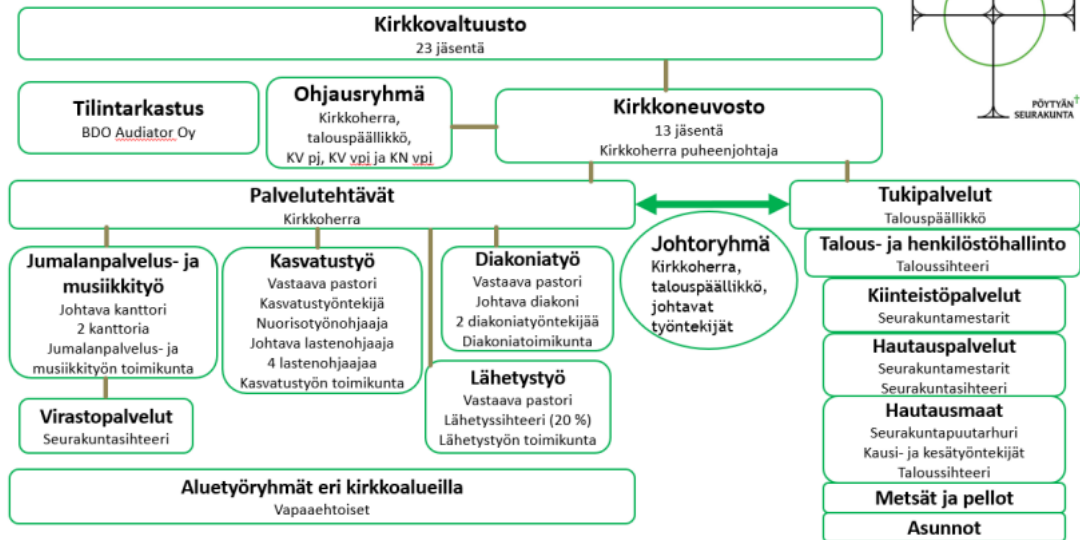 Kirkkovaltuusto
23 jäsentä
PÖYTYÄN
SEURAKUNTA
Tilintarkastus
BDO Audiator Oy
Ohjausryhmä
Kirkkoherra,
talouspäällikkö,
KV pj, KV vpj ja KN vpj
Kirkkoneuvosto
13 jäsentä
Kirkkoherra puheenjohtaja
Palvelutehtävät
Kirkkoherra
Tukipalvelut
Talouspäällikkö
Jumalanpalvelus- ja
musiikkityö
Johtava kanttori
2 kanttoria
Jumalanpalvelus- ja
musiikkityön toimikunta
Virastopalvelut
Seurakuntasihteeri
Kasvatustyö
Vastaava pastori
Kasvatustyöntekijä
Nuorisotyönohjaaja
Johtava lastenohjaaja
4 lastenohjaajaa
Kasvatustyön toimikunta
Diakoniatyö
Vastaava pastori
Johtava diakoni
2 diakoniatyöntekijää
Diakoniatoimikunta
Lähetystyö
Vastaava pastori
Lähetyssihteeri (20 %)
Lähetystyön toimikunta
Johtoryhmä
Kirkkoherra,
talouspäällikkö,
johtavat
työntekijät
Talous- ja henkilöstöhallinto
Taloussihteeri
Kiinteistöpalvelut
Seurakuntamestarit
Hautauspalvelut
Seurakuntamestarit
Seurakuntasihteeri
Hautausmaat
Seurakuntapuutarhuri
Kausi- ja kesätyöntekijät
Taloussihteeri
Metsät ja pellot
Asunnot
Aluetyöryhmät eri kirkkoalueilla
Vapaaehtoiset